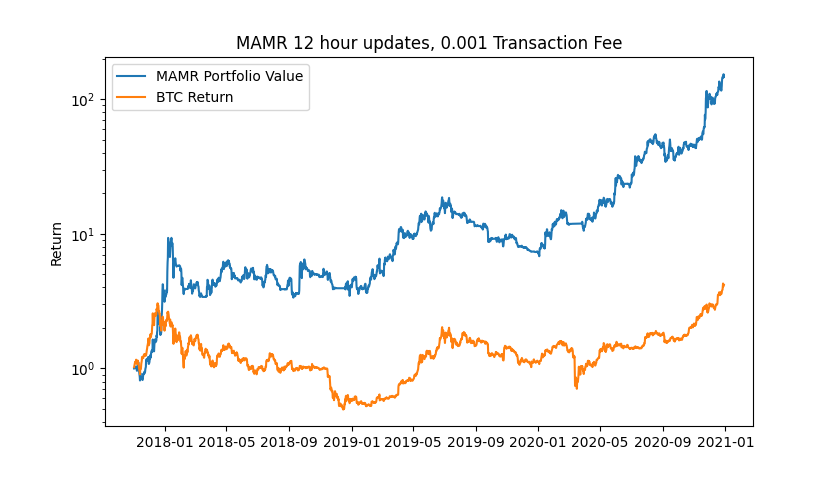 MAMR 12 hour updates, 0.001 Transaction Fee
MAMR Portfolio Value
BTC Return
Return
10²
10¹
10⁰
2018-01 2018-05 2018-09 2019-01 2019-05 2019-09 2020-01 2020-05 2020-09 2021-01